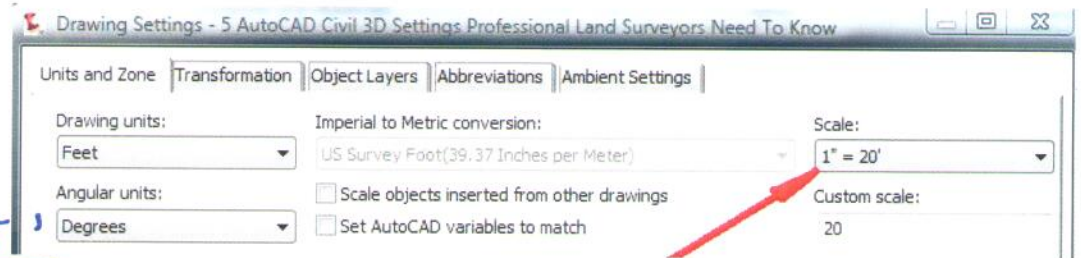 Drawing Settings - 5 AutoCAD Civil 3D Settings Professional Land Surveyors Need To Know
Units and Zone Transformation Object Layers Abbreviations Ambient Settings
Drawing units: Imperial to Metric conversion: Scale:
Feet US Survey Foot(39.37 Inches per Meter) 1" = 20'
Angular units: Scale objects inserted from other drawings Custom scale:
Degrees Set AutoCAD variables to match 20